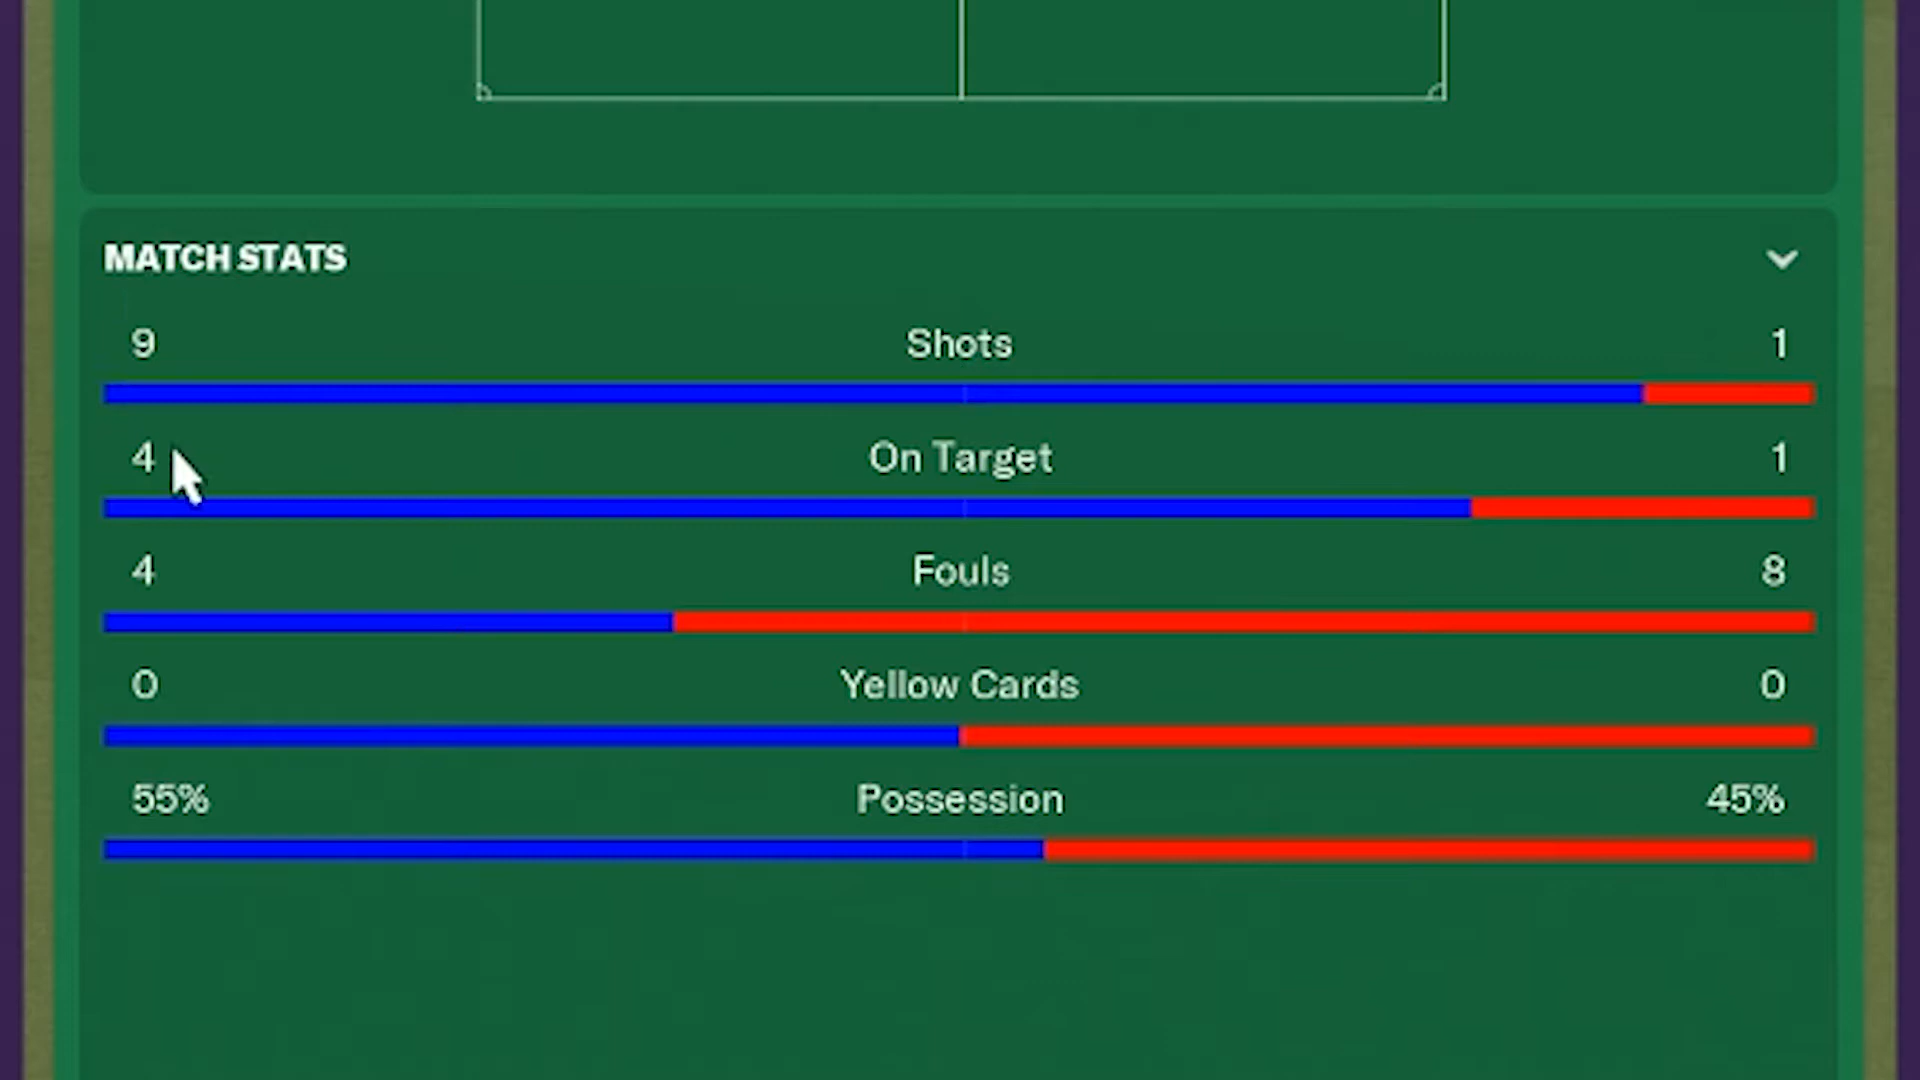 MATCH STATS
9 Shots 1
4 On Target 1
4 Fouls 8
0 Yellow Cards 0
55% Possession 45%